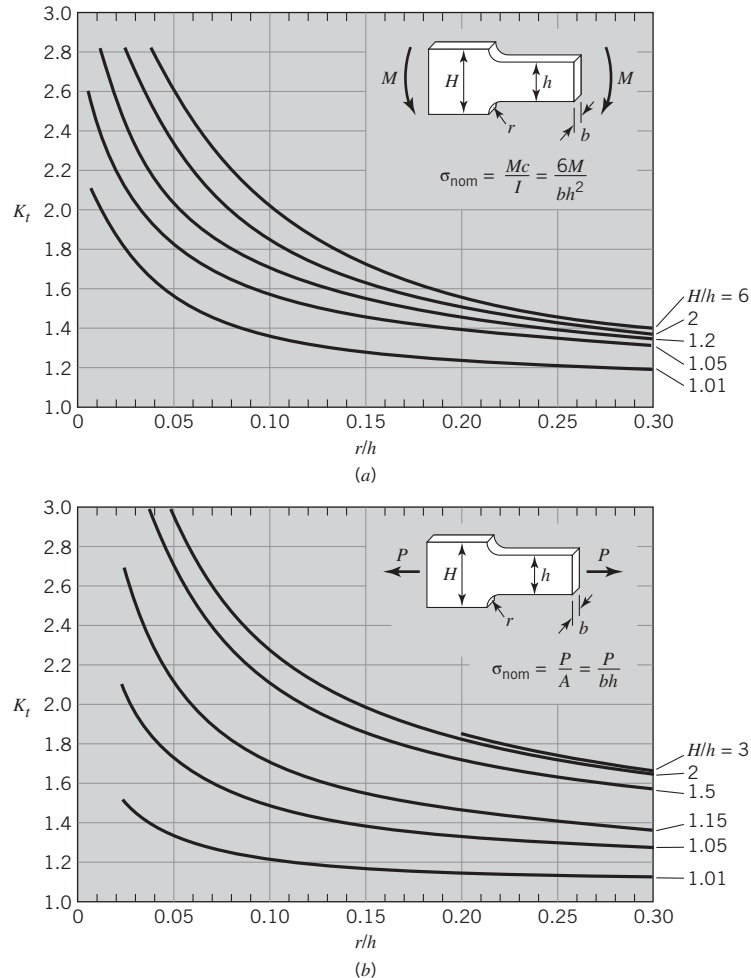 3.0
2.8
2.6
2.4
2.2
2.0
1.8
1.6
1.4
1.2
1.0
K_t
0 0.05 0.10 0.15 0.20 0.25 0.30
r/h
(a)
M H h M
r b
σ_nom = Mc/I = 6M/bh²
H/h = 6
2
1.2
1.05
1.01
3.0
2.8
2.6
2.4
2.2
2.0
1.8
1.6
1.4
1.2
1.0
K_t
0 0.05 0.10 0.15 0.20 0.25 0.30
r/h
(b)
P H h P
r b
σ_nom = P/A = P/bh
H/h = 3
2
1.5
1.15
1.05
1.01